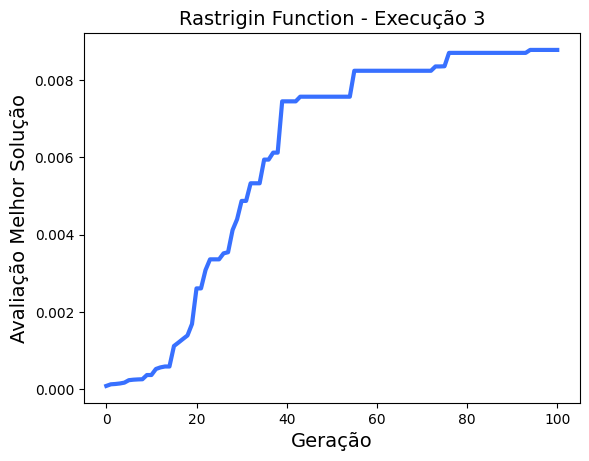 Rastrigin Function - Execução 3
Avaliação Melhor Solução
0.008
0.006
0.004
0.002
0.000
0 20 40 60 80 100
Geração